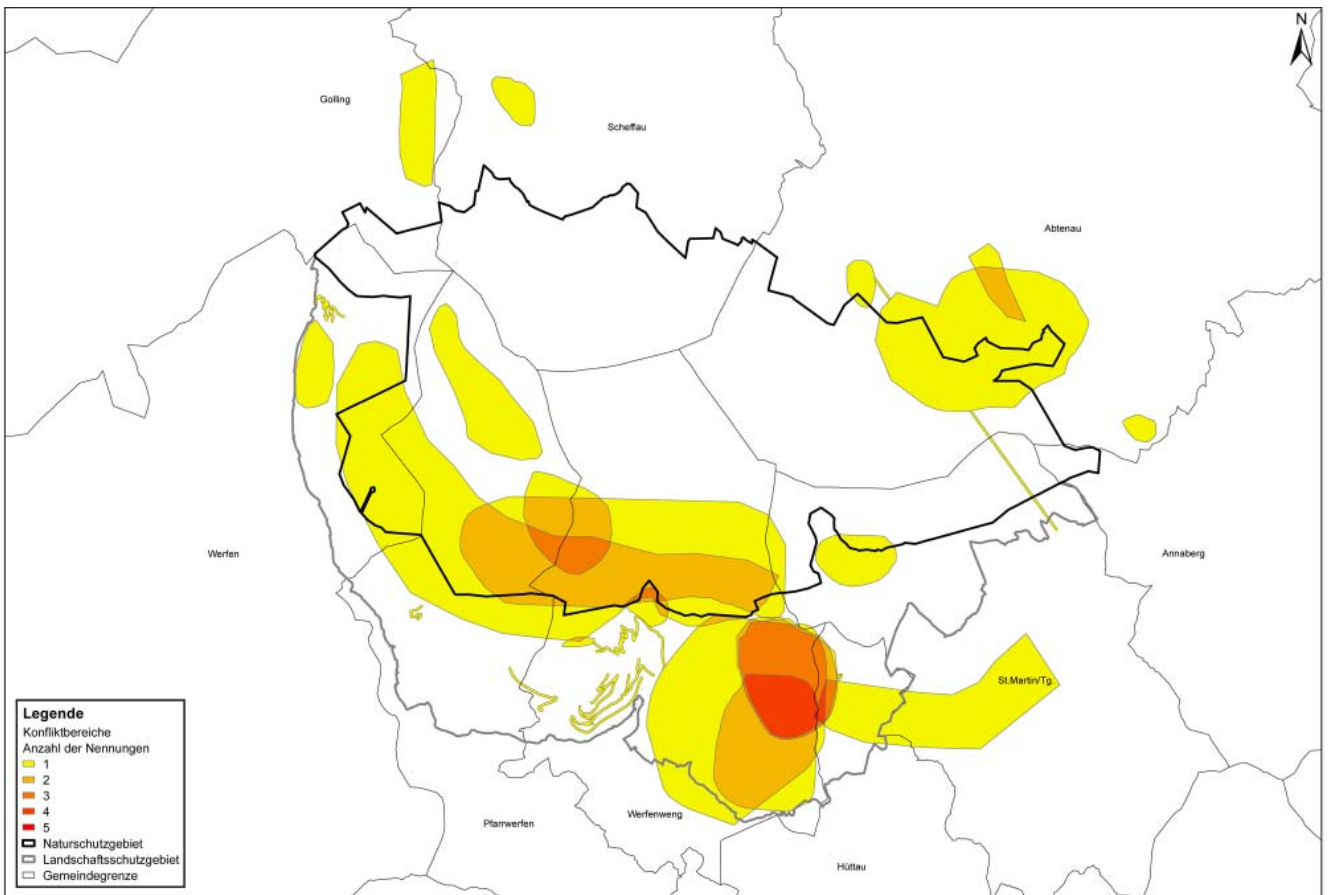 N
Golling
Scheffau
Abtenau
Werfen
Annaberg
St.Martin/Tg.
Pfarrwerfen
Werfenweng
Hüttau
Legende
Konfliktbereiche
Anzahl der Nennungen
1
2
3
4
5
Naturschutzgebiet
Landschaftsschutzgebiet
Gemeindegrenze